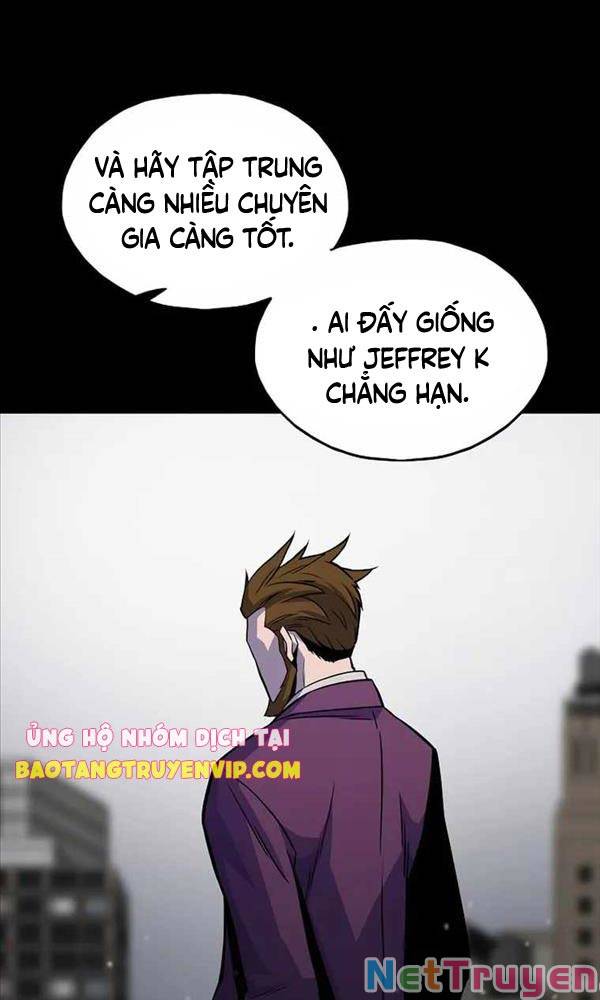 VÀ HÃY TẬP TRUNG
CÀNG NHIỀU CHUYÊN
GIA CÀNG TỐT.
. AI ĐẤY GIỐNG
NHƯ JEFFREY K
CHẲNG HẠN.
ỦNG HỘ NHÓM DỊCH TẠI
BAOTANGTRUYENVIP.COM
NetTruyen